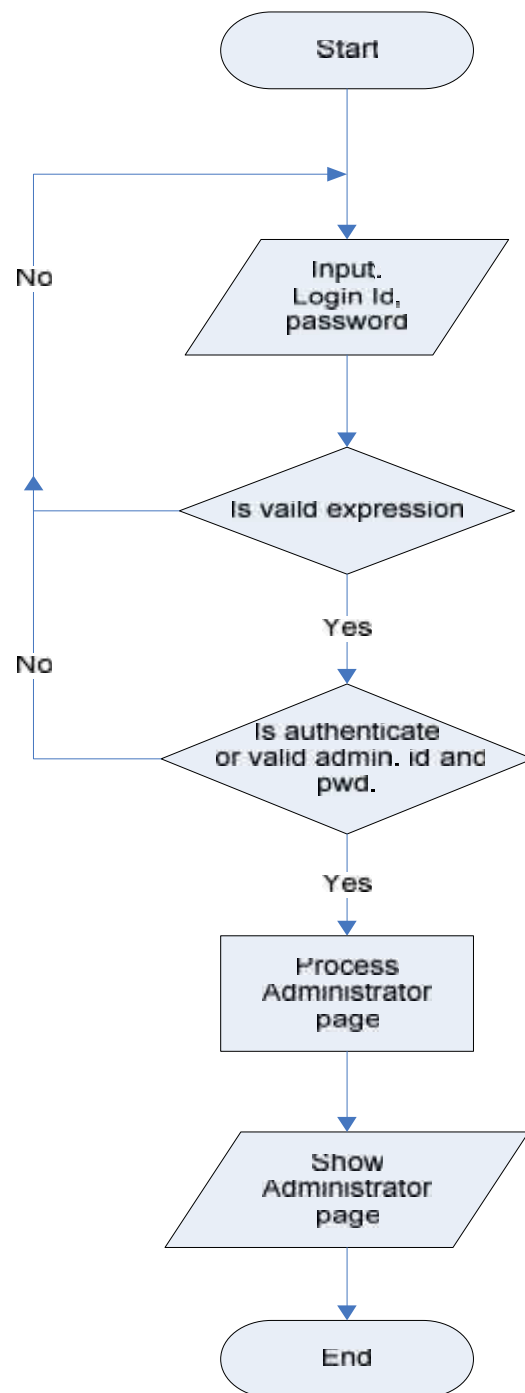 Start
No
Input.
Login Id,
password
Is vaild expression
Yes
No
Is authenticate
or valid admin. id and
pwd.
Yes
Process
Administrator
page
Show
Administrator
page
End